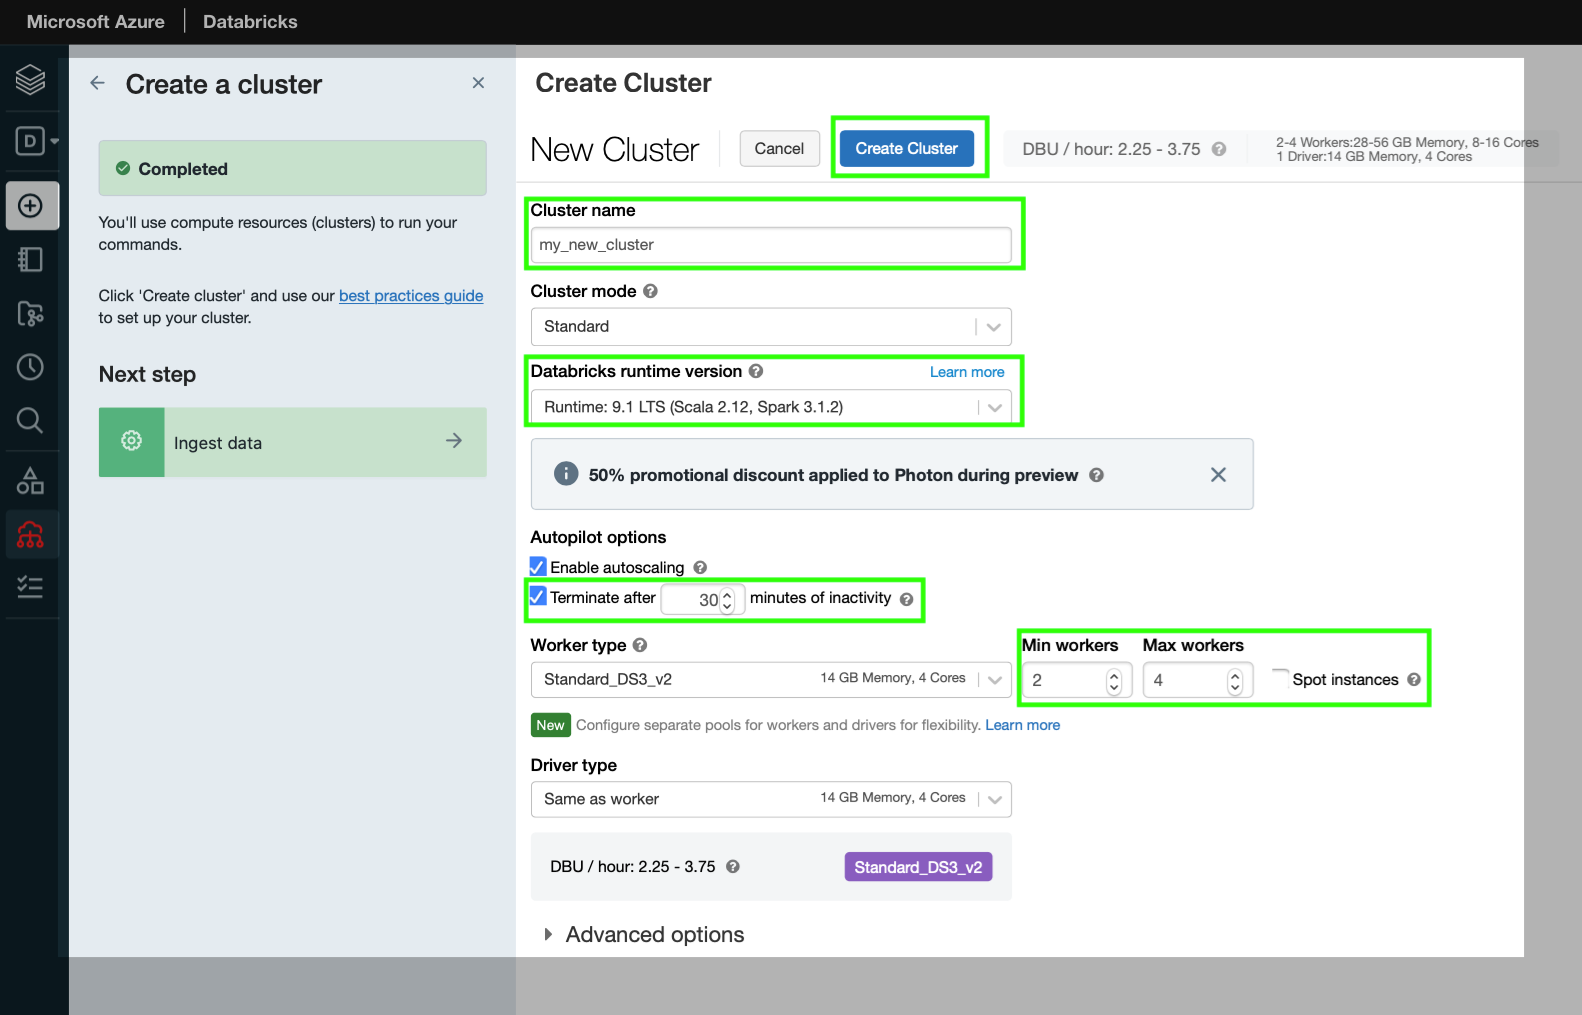 Microsoft Azure | Databricks
Create a cluster
Completed
You'll use compute resources (clusters) to run your
commands.
Click 'Create cluster' and use our best practices guide
to set up your cluster.
Next step
Ingest data
D
Create Cluster
New Cluster
Cancel
Create Cluster
DBU / hour: 2.25 - 3.75
2-4 Workers:28-56 GB Memory, 8-16 Cores
1 Driver:14 GB Memory, 4 Cores
Cluster name
my_new_cluster
Cluster mode
Standard
Databricks runtime version
Learn more
Runtime: 9.1 LTS (Scala 2.12, Spark 3.1.2)
50% promotional discount applied to Photon during preview
Autopilot options
Enable autoscaling
Terminate after 30 minutes of inactivity
Worker type
Min workers
Max workers
Standard_DS3_v2
14 GB Memory, 4 Cores
2
4
Spot instances
New Configure separate pools for workers and drivers for flexibility. Learn more
Driver type
Same as worker
14 GB Memory, 4 Cores
DBU / hour: 2.25 - 3.75
Standard_DS3_v2
Advanced options